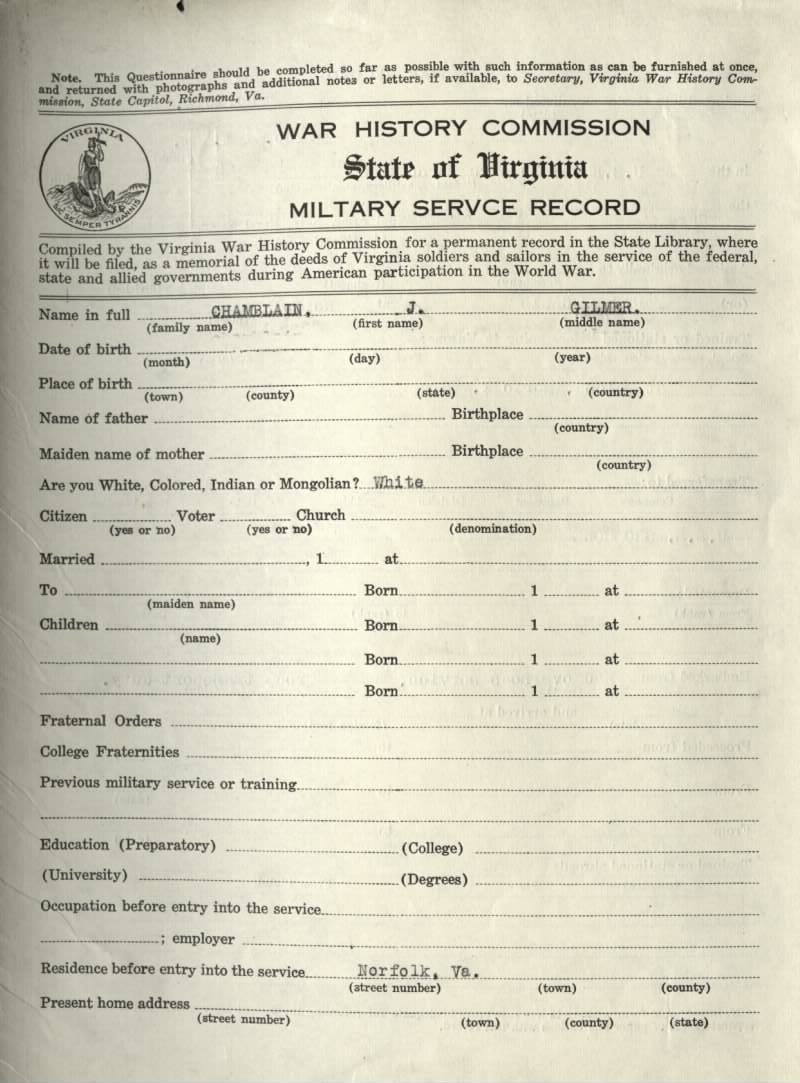 Note. This Questionnaire should be completed so far as possible with such information as can be furnished at once,
and returned with photographs and additional notes or letters, if available, to Secretary, Virginia War History Com-
mission, State Capitol, Richmond, Va.
VIRGINIA
SIC SEMPER TYRANNIS
WAR HISTORY COMMISSION
State of Virginia
MILTARY SERVCE RECORD
Compiled by the Virginia War History Commission for a permanent record in the State Library, where
it will be filed, as a memorial of the deeds of Virginia soldiers and sailors in the service of the federal,
state and allied governments during American participation in the World War.
Name in full CHAMBLAIN, J. GILMER.
(family name) (first name) (middle name)
Date of birth
(month) (day) (year)
Place of birth
(town) (county) (state) (country)
Name of father Birthplace
(country)
Maiden name of mother Birthplace
(country)
Are you White, Colored, Indian or Mongolian? White
Citizen Voter Church
(yes or no) (yes or no) (denomination)
Married , 1 at
To Born 1 at
(maiden name)
Children Born 1 at
(name)
Born 1 at
Born 1 at
Fraternal Orders
College Fraternities
Previous military service or training
Education (Preparatory) (College)
(University) (Degrees)
Occupation before entry into the service
; employer
Residence before entry into the service Norfolk, Va.
(street number) (town) (county)
Present home address
(street number) (town) (county) (state)